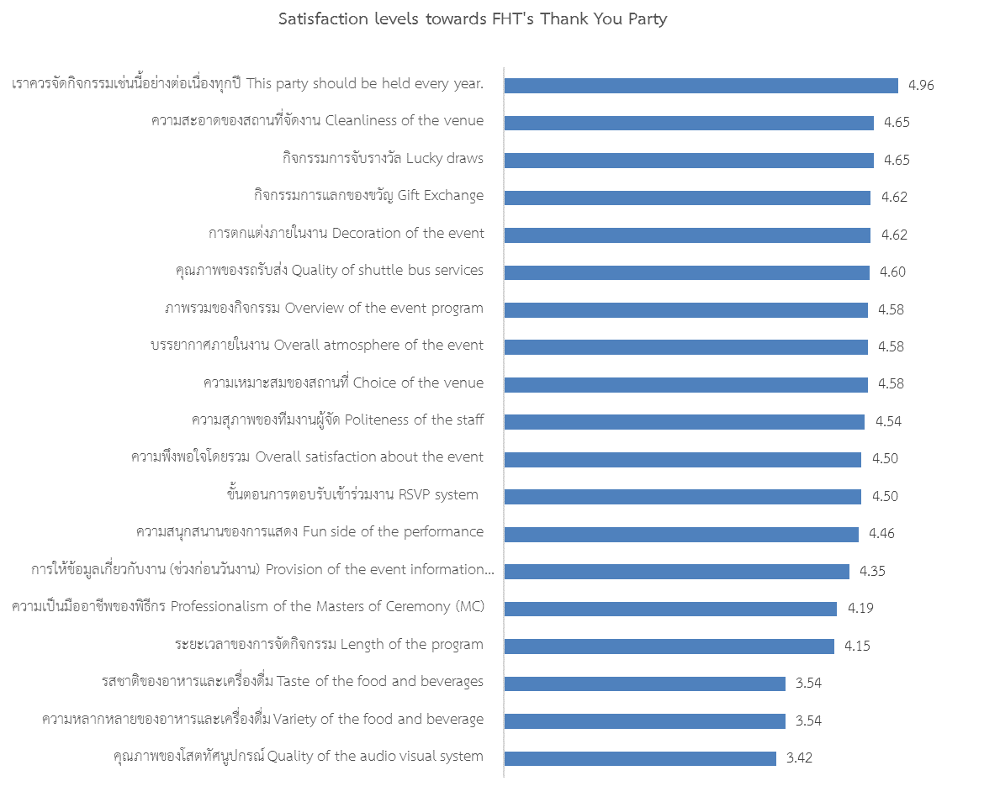 Satisfaction levels towards FHT's Thank You Party
เราควรจัดกิจกรรมเช่นนี้อย่างต่อเนื่องทุกปี This party should be held every year. 4.96
ความสะอาดของสถานที่จัดงาน Cleanliness of the venue 4.65
กิจกรรมการจับรางวัล Lucky draws 4.65
กิจกรรมการแลกของขวัญ Gift Exchange 4.62
การตกแต่งภายในงาน Decoration of the event 4.62
คุณภาพของรถรับส่ง Quality of shuttle bus services 4.60
ภาพรวมของกิจกรรม Overview of the event program 4.58
บรรยากาศภายในงาน Overall atmosphere of the event 4.58
ความเหมาะสมของสถานที่ Choice of the venue 4.58
ความสุภาพของทีมงานผู้จัด Politeness of the staff 4.54
ความพึงพอใจโดยรวม Overall satisfaction about the event 4.50
ขั้นตอนการตอบรับเข้าร่วมงาน RSVP system 4.50
ความสนุกสนานของการแสดง Fun side of the performance 4.46
การให้ข้อมูลเกี่ยวกับงาน (ช่วงก่อนวันงาน) Provision of the event information... 4.35
ความเป็นมืออาชีพของพิธีกร Professionalism of the Masters of Ceremony (MC) 4.19
ระยะเวลาของการจัดกิจกรรม Length of the program 4.15
รสชาติของอาหารและเครื่องดื่ม Taste of the food and beverages 3.54
ความหลากหลายของอาหารและเครื่องดื่ม Variety of the food and beverage 3.54
คุณภาพของโสตทัศนูปกรณ์ Quality of the audio visual system 3.42